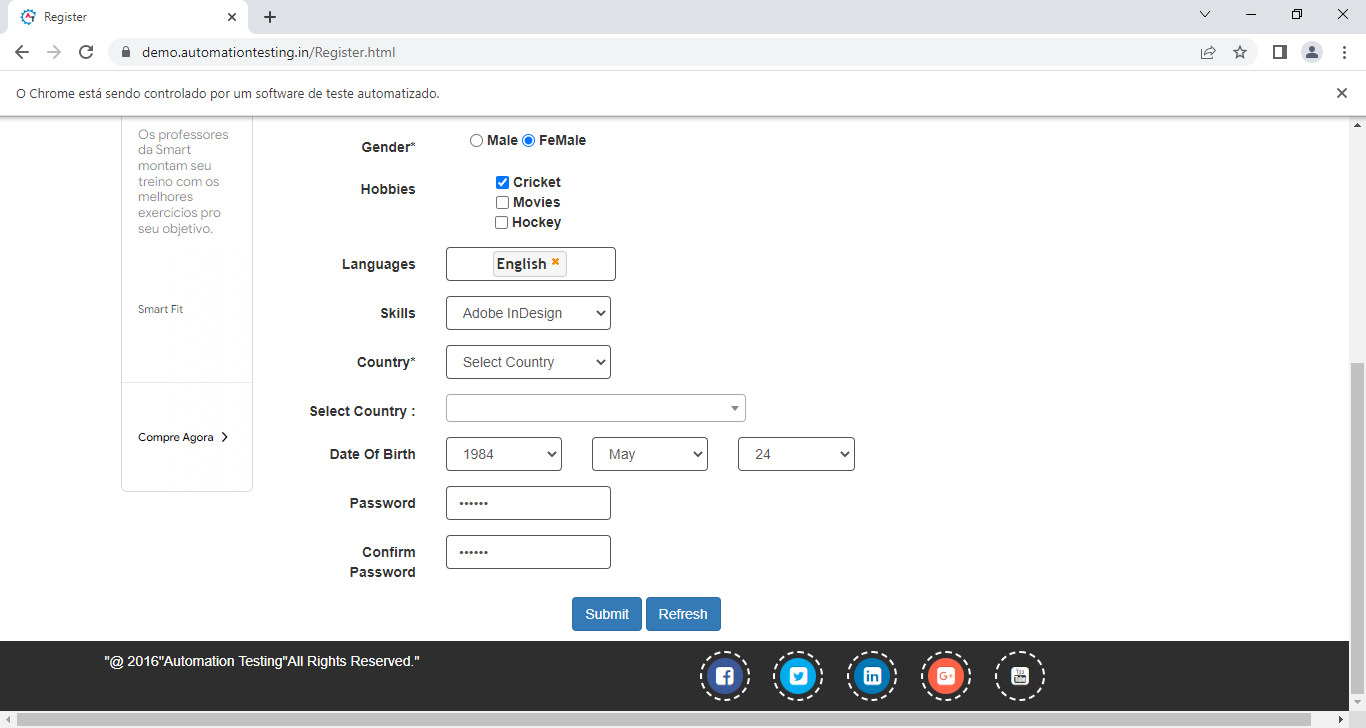 Register
demo.automationtesting.in/Register.html
O Chrome está sendo controlado por um software de teste automatizado.
Os professores
da Smart
montam seu
treino com os
melhores
exercícios pro
seu objetivo.
Smart Fit
Compre Agora
Gender* Male FeMale
Hobbies Cricket
Movies
Hockey
Languages English
Skills Adobe InDesign
Country* Select Country
Select Country :
Date Of Birth 1984 May 24
Password ••••••
Confirm
Password ••••••
Submit Refresh
"@ 2016"Automation Testing"All Rights Reserved."
f in G+ You Tube